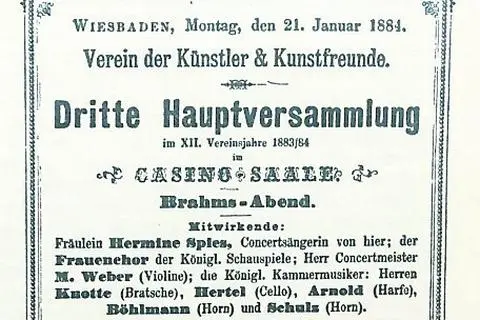 WIESBADEN, Montag, den 21. Januar 1884.
Verein der Künstler & Kunstfreunde.
Dritte Hauptversammlung
im XII. Vereinsjahre 1883/84
im
CASINO-SAALE.
Brahms-Abend.
Mitwirkende:
Fräulein Hermine Spies, Concertsängerin von hier; der
Frauenchor der Königl. Schauspiele; Herr Concertmeister
M. Weber (Violine); die Königl. Kammermusiker: Herren
Knotte (Bratsche), Hertel (Cello), Arnold (Harfe),
Böhlmann (Horn) und Schulz (Horn).